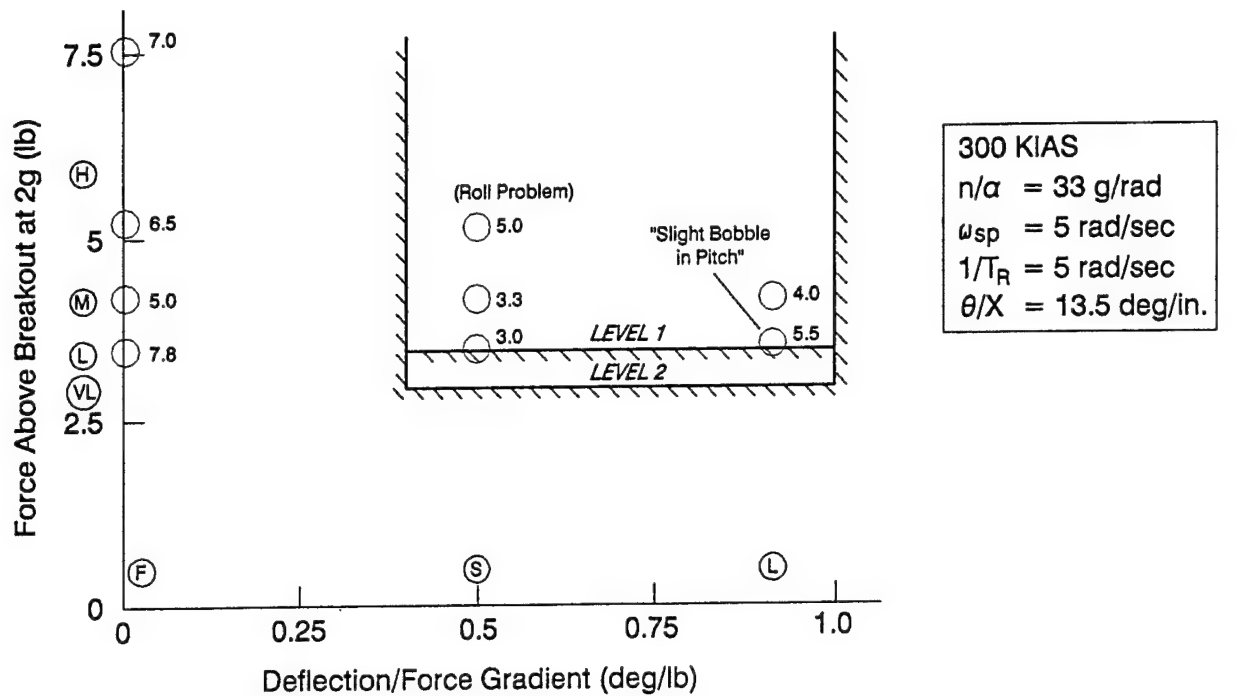 7.5
7.0
Force Above Breakout at 2g (lb)
H
6.5
5
M
5.0
L
7.8
VL
2.5
0
(Roll Problem)
5.0
3.3
3.0
"Slight Bobble
in Pitch"
4.0
5.5
LEVEL 1
LEVEL 2
F
S
L
0
0.25
0.5
0.75
1.0
Deflection/Force Gradient (deg/lb)
300 KIAS
n/α = 33 g/rad
ωsp = 5 rad/sec
1/TR = 5 rad/sec
θ/X = 13.5 deg/in.